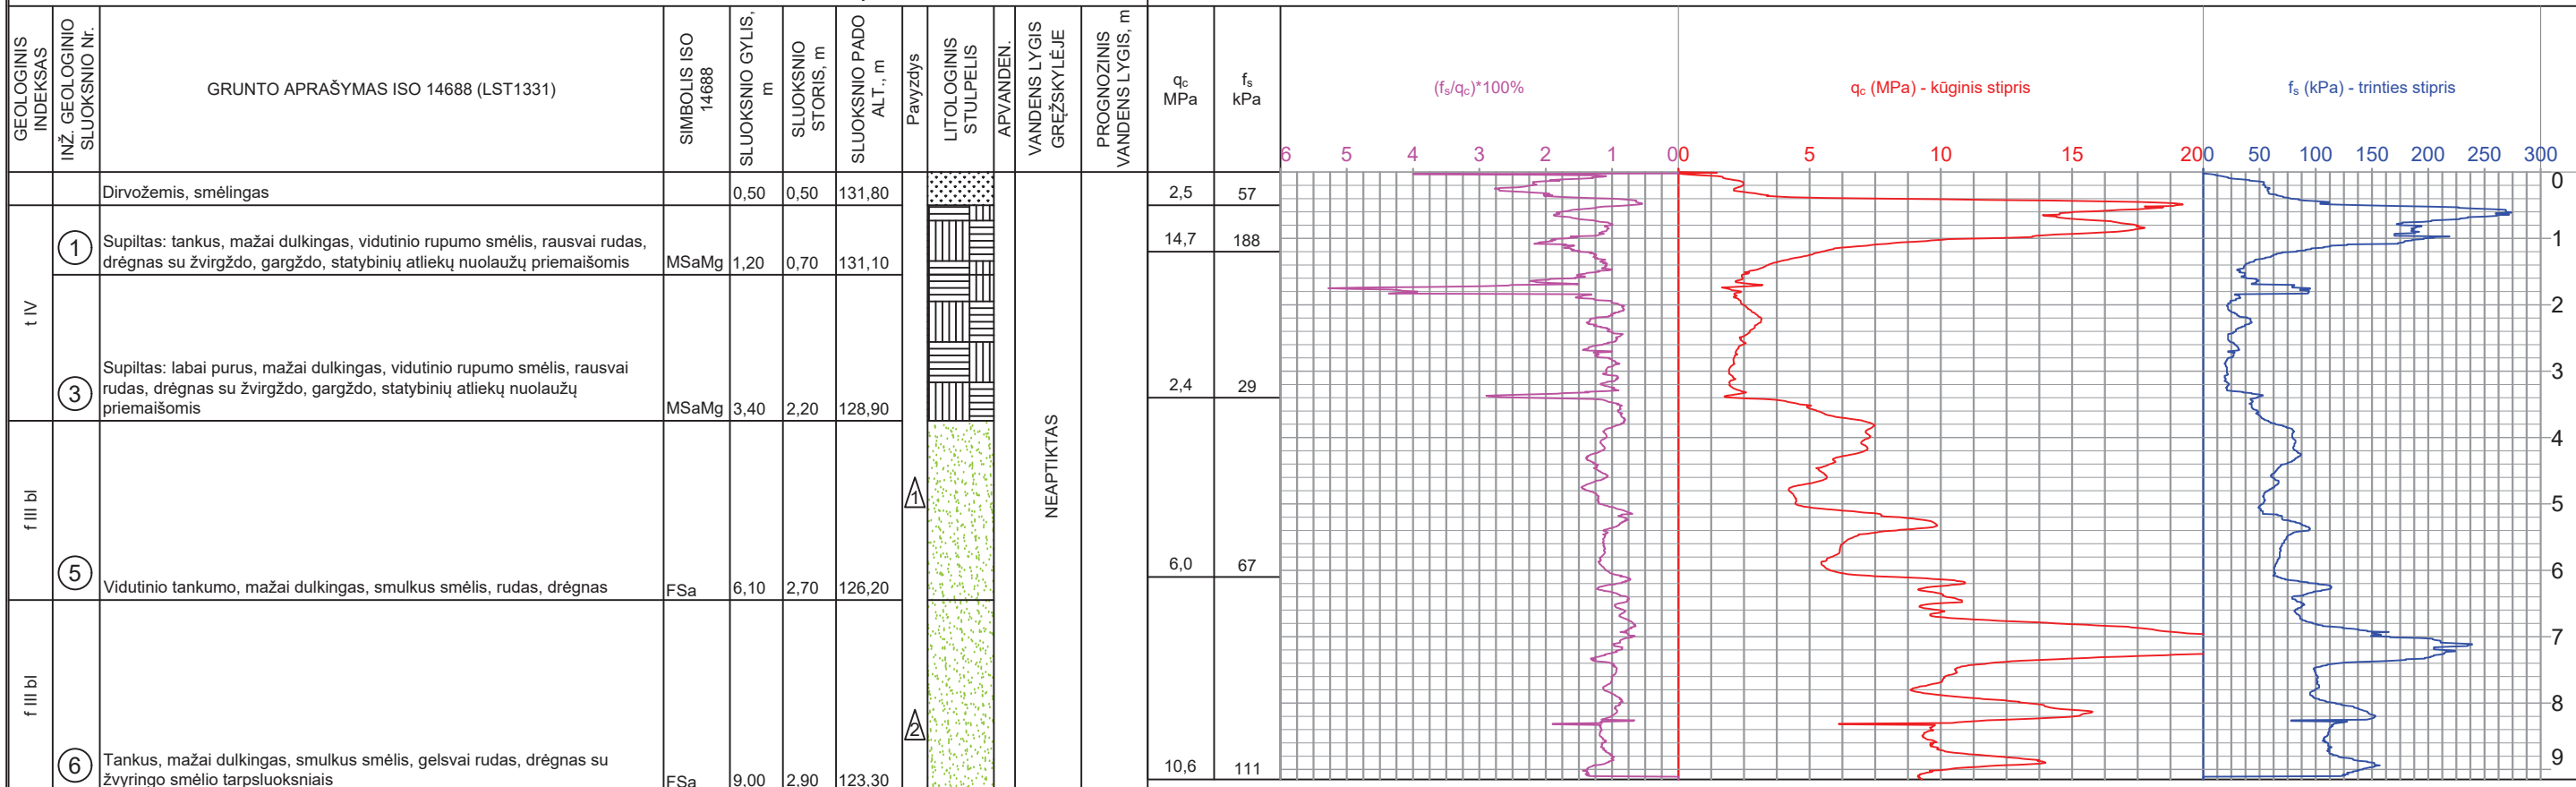 GEOLOGINIS
INDEKSAS
INŽ. GEOLOGINIO
SLUOKSNIO Nr.
GRUNTO APRAŠYMAS ISO 14688 (LST1331)
SIMBOLIS ISO
14688
SLUOKSNIO GYLIS,
m
SLUOKSNIO
STORIS, m
SLUOKSNIO PADO
ALT., m
Pavyzdys
LITOLOGINIS
STULPELIS
APVANDEN.
VANDENS LYGIS
GRĘŽSKYLĖJE
PROGNOZINIS
VANDENS LYGIS, m
qc
MPa
fs
kPa
(fs/qc)*100%
qc (MPa) - kūginis stipris
fs (kPa) - trinties stipris
6 5 4 3 2 1 0
0 5 10 15 20
0 50 100 150 200 250 300
Dirvožemis, smėlingas
0,50 0,50 131,80
2,5 57
t IV
1
Supiltas: tankus, mažai dulkingas, vidutinio rupumo smėlis, rausvai rudas,
drėgnas su žvirgždo, gargždo, statybinių atliekų nuolaužų priemaišomis
MSaMg 1,20 0,70 131,10
14,7 188
3
Supiltas: labai purus, mažai dulkingas, vidutinio rupumo smėlis, rausvai
rudas, drėgnas su žvirgždo, gargždo, statybinių atliekų nuolaužų
priemaišomis
MSaMg 3,40 2,20 128,90
2,4 29
f III bl
5
Vidutinio tankumo, mažai dulkingas, smulkus smėlis, rudas, drėgnas
FSa 6,10 2,70 126,20
1
NEAPTIKTAS
6,0 67
f III bl
6
Tankus, mažai dulkingas, smulkus smėlis, gelsvai rudas, drėgnas su
žvyringo smėlio tarpsluoksniais
FSa 9,00 2,90 123,30
2
10,6 111
0
1
2
3
4
5
6
7
8
9